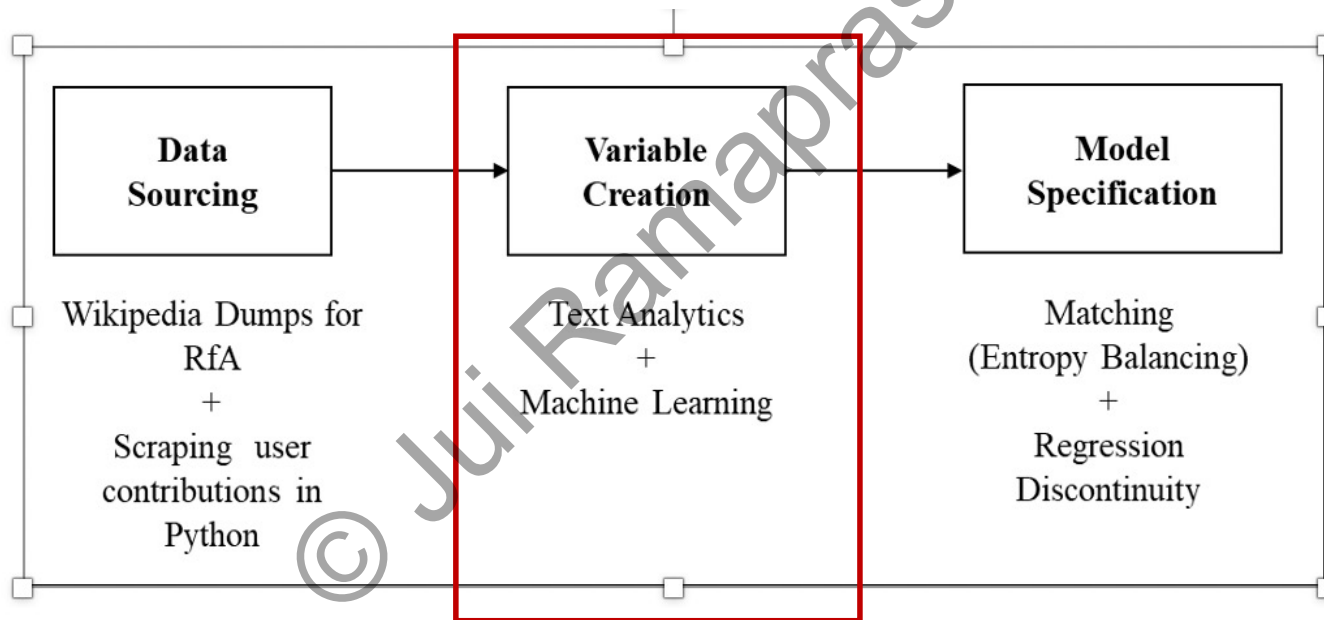 Data
Sourcing
Wikipedia Dumps for
RfA
+
Scraping user
contributions in
Python
Variable
Creation
Text Analytics
+
Machine Learning
Model
Specification
Matching
(Entropy Balancing)
+
Regression
Discontinuity
© Jui